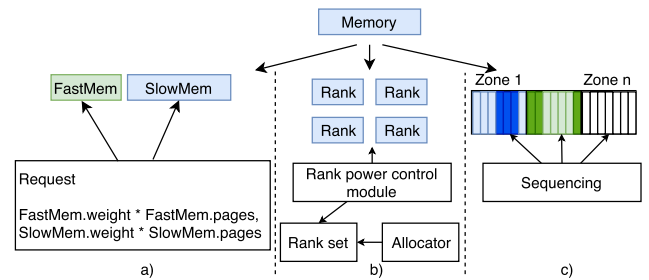 Memory
FastMem
SlowMem
Request
FastMem.weight * FastMem.pages,
SlowMem.weight * SlowMem.pages
a)
Rank
Rank
Rank
Rank
Rank power control
module
Rank set
Allocator
b)
Zone 1
Zone n
Sequencing
c)